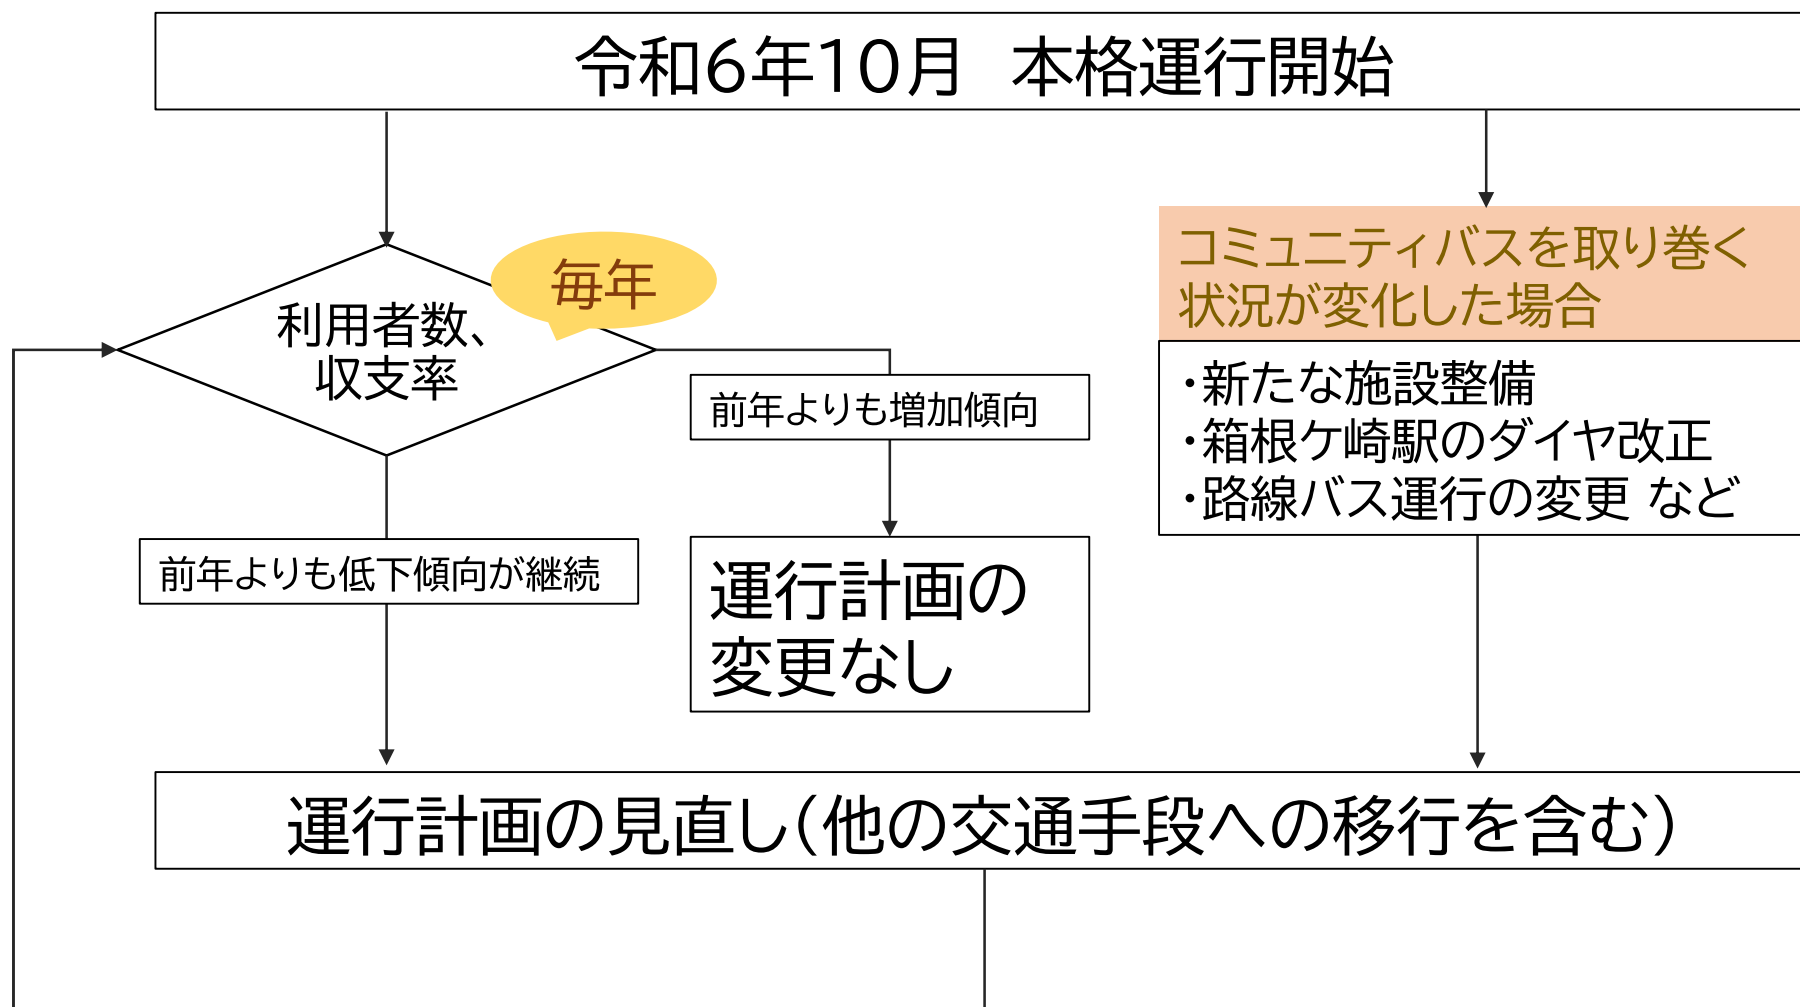 令和6年10月　本格運行開始
毎年
利用者数、
収支率
前年よりも増加傾向
前年よりも低下傾向が継続
運行計画の
変更なし
コミュニティバスを取り巻く
状況が変化した場合
・新たな施設整備
・箱根ケ崎駅のダイヤ改正
・路線バス運行の変更 など
運行計画の見直し（他の交通手段への移行を含む）